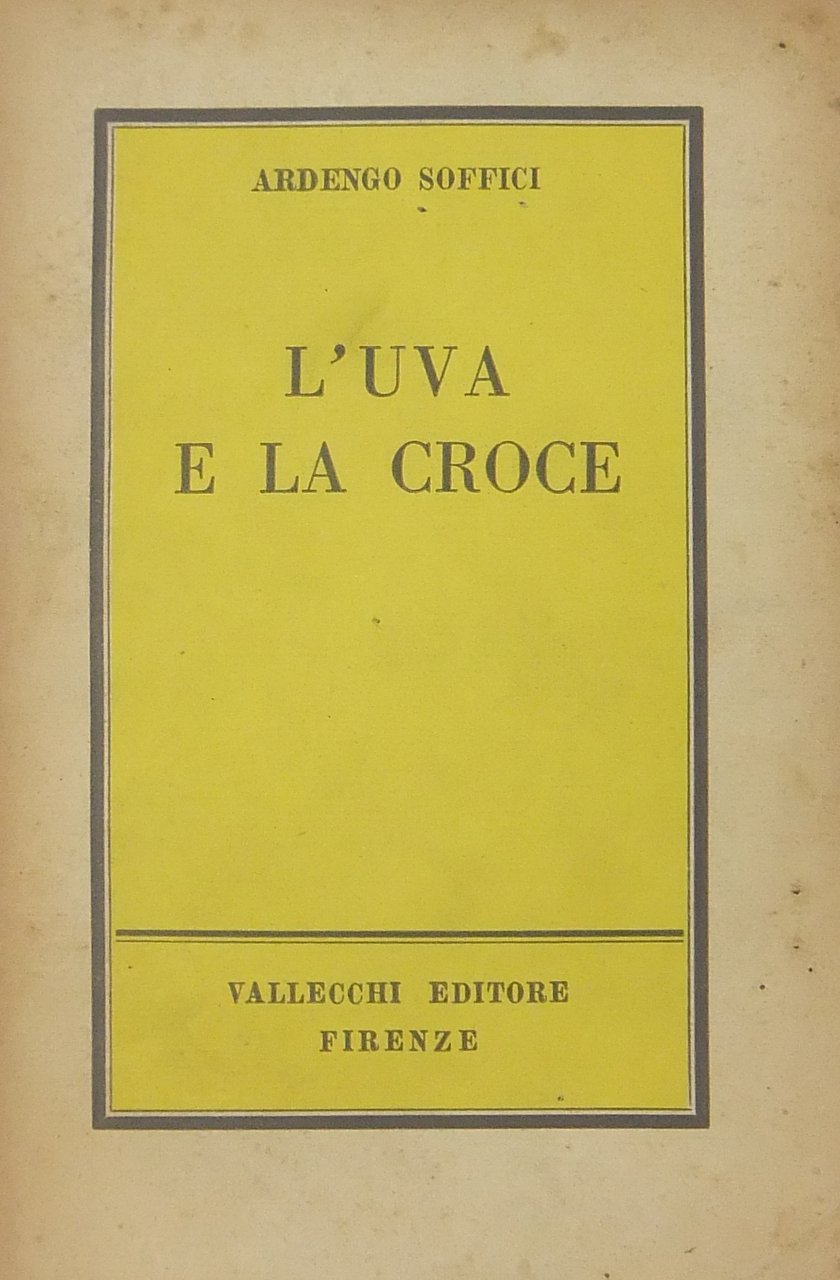 ARDENGO SOFFICI
L'UVA
E LA CROCE
VALLECCHI EDITORE
FIRENZE